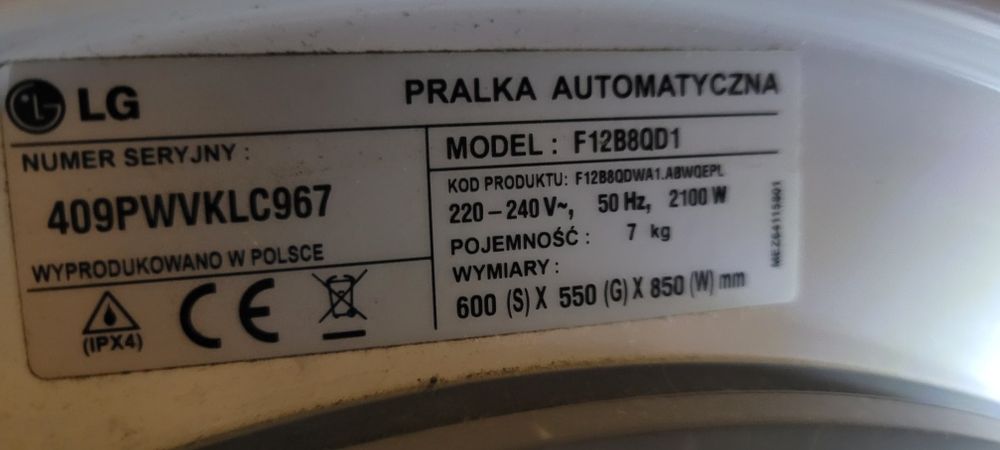 LG
PRALKA AUTOMATYCZNA
NUMER SERYJNY :
409PWVKLC967
WYPRODUKOWANO W POLSCE
(IPX4)
CE
MODEL : F12B8QD1
KOD PRODUKTU: F12B8QDWA1.ABWQEPL
220 – 240 V~, 50 Hz, 2100 W
POJEMNOŚĆ : 7 kg
WYMIARY :
600 (S) X 550 (G) X 850 (W) mm
MEZ64115801